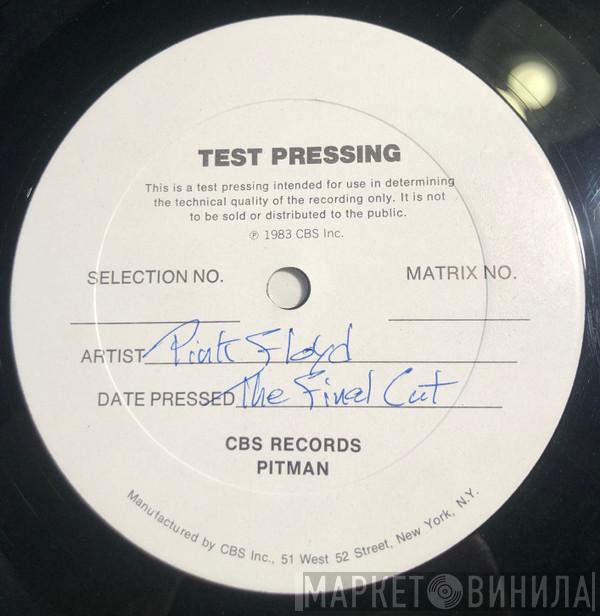 TEST PRESSING
This is a test pressing intended for use in determining
the technical quality of the recording only. It is not
to be sold or distributed to the public.
℗ 1983 CBS Inc.
SELECTION NO. MATRIX NO.
ARTIST Pink Floyd
DATE PRESSED The Final Cut
CBS RECORDS
PITMAN
Manufactured by CBS Inc., 51 West 52 Street, New York, N.Y.
МАРКЕТ ВИНИЛА